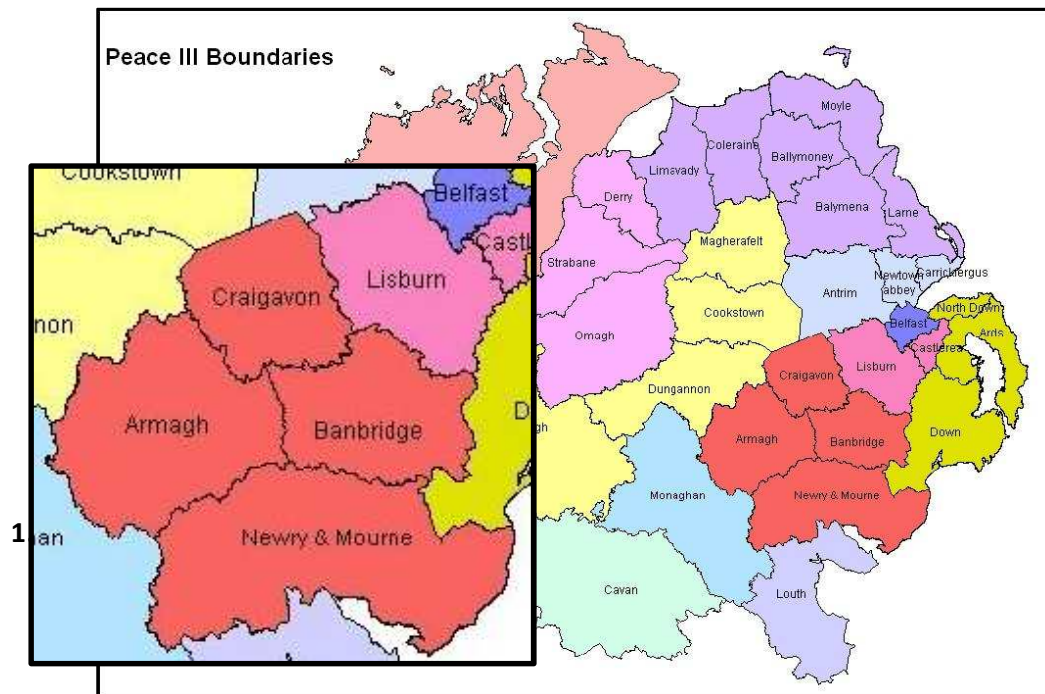 Peace III Boundaries
Moyle
Coleraine
Ballymoney
Limavady
Derry
Balymena
Larne
Magherafelt
Strabane
Carrickfergus
Newtown
abbey
Antrim
North Down
Cookstown
Belfast
Ards
Omagh
Castlerea
Lisburn
Craigavon
Dungannon
Armagh
Banbridge
Down
gh
Monaghan
Newry & Mourne
Cavan
Louth
Cookstown
Belfast
Castl
Lisburn
Craigavon
non
Armagh
Banbridge
D
Newry & Mourne
1
an